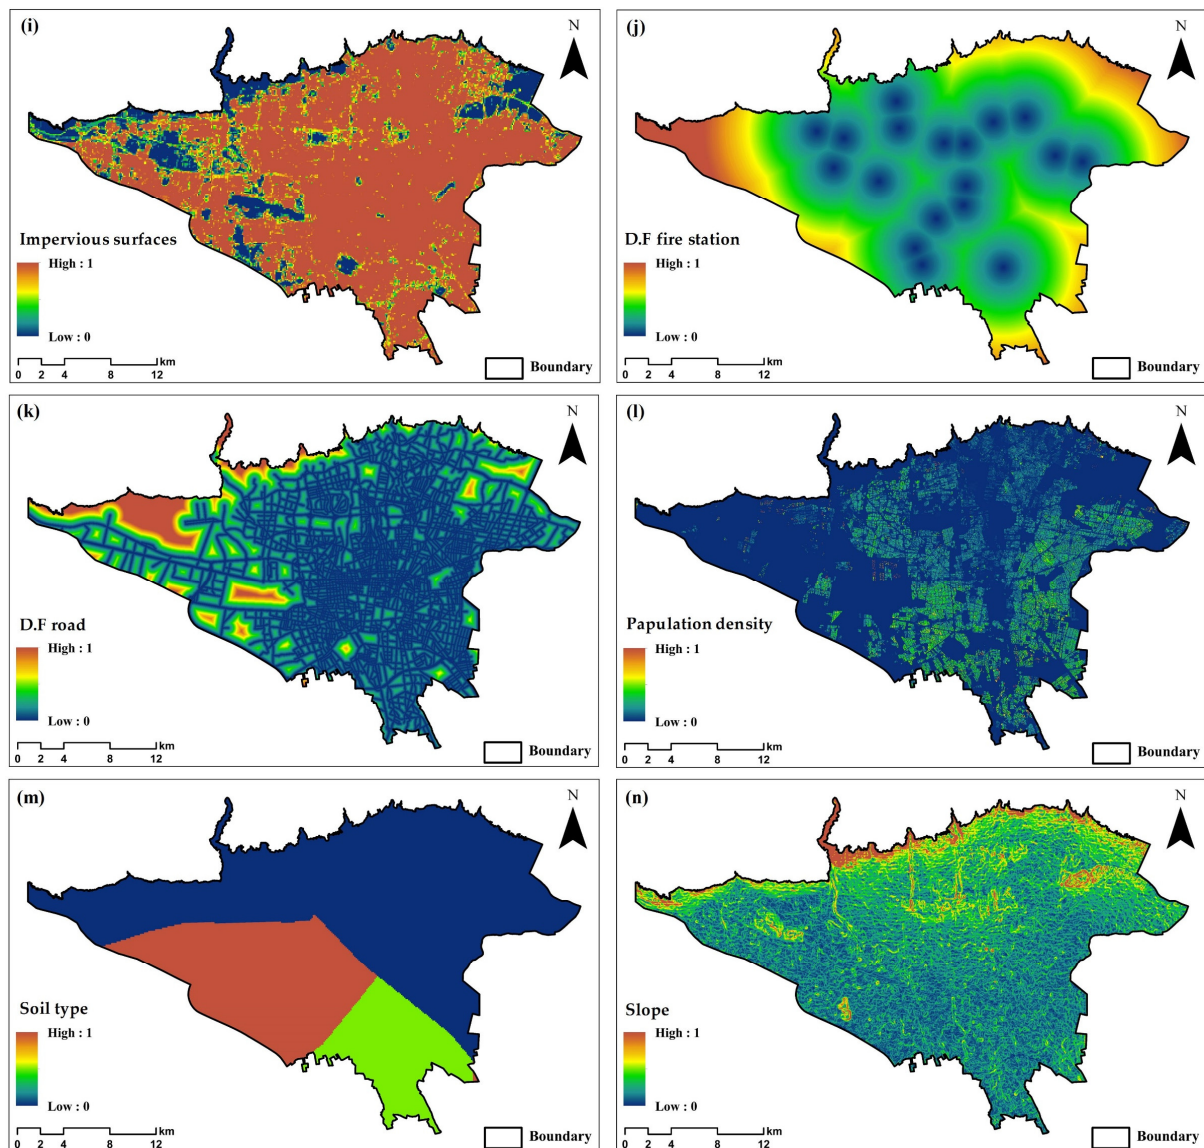 (i)
N
Impervious surfaces
High : 1
Low : 0
km
0 2 4 8 12
Boundary
(j)
N
D.F fire station
High : 1
Low : 0
km
0 2 4 8 12
Boundary
(k)
N
D.F road
High : 1
Low : 0
km
0 2 4 8 12
Boundary
(l)
N
Papulation density
High : 1
Low : 0
km
0 2 4 8 12
Boundary
(m)
N
Soil type
High : 1
Low : 0
km
0 2 4 8 12
Boundary
(n)
N
Slope
High : 1
Low : 0
km
0 2 4 8 12
Boundary